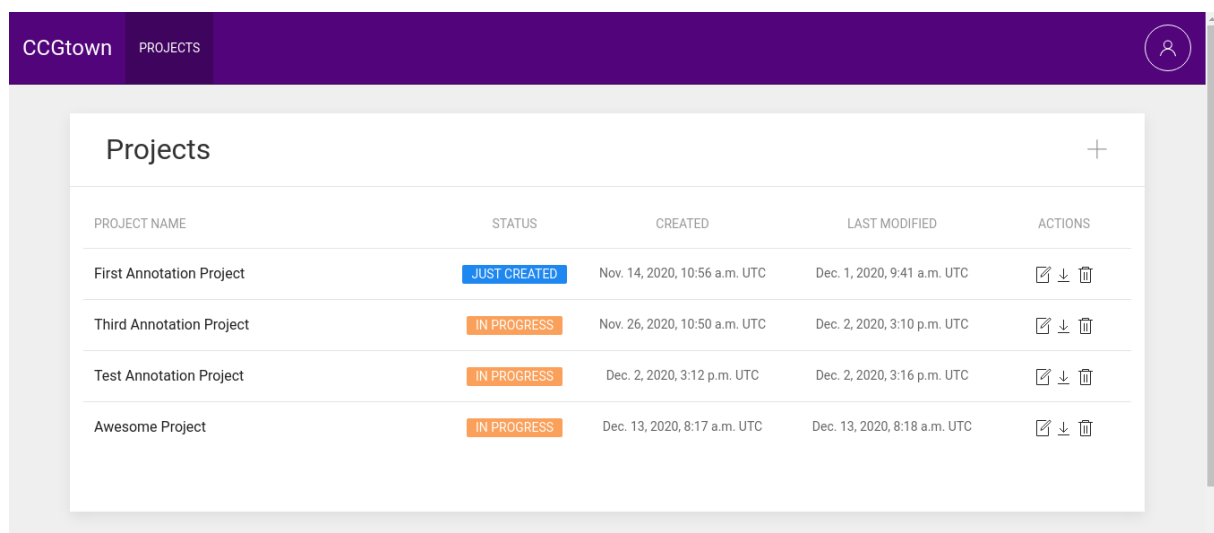 CCGtown PROJECTS
Projects
PROJECT NAME STATUS CREATED LAST MODIFIED ACTIONS
First Annotation Project JUST CREATED Nov. 14, 2020, 10:56 a.m. UTC Dec. 1, 2020, 9:41 a.m. UTC
Third Annotation Project IN PROGRESS Nov. 26, 2020, 10:50 a.m. UTC Dec. 2, 2020, 3:10 p.m. UTC
Test Annotation Project IN PROGRESS Dec. 2, 2020, 3:12 p.m. UTC Dec. 2, 2020, 3:16 p.m. UTC
Awesome Project IN PROGRESS Dec. 13, 2020, 8:17 a.m. UTC Dec. 13, 2020, 8:18 a.m. UTC